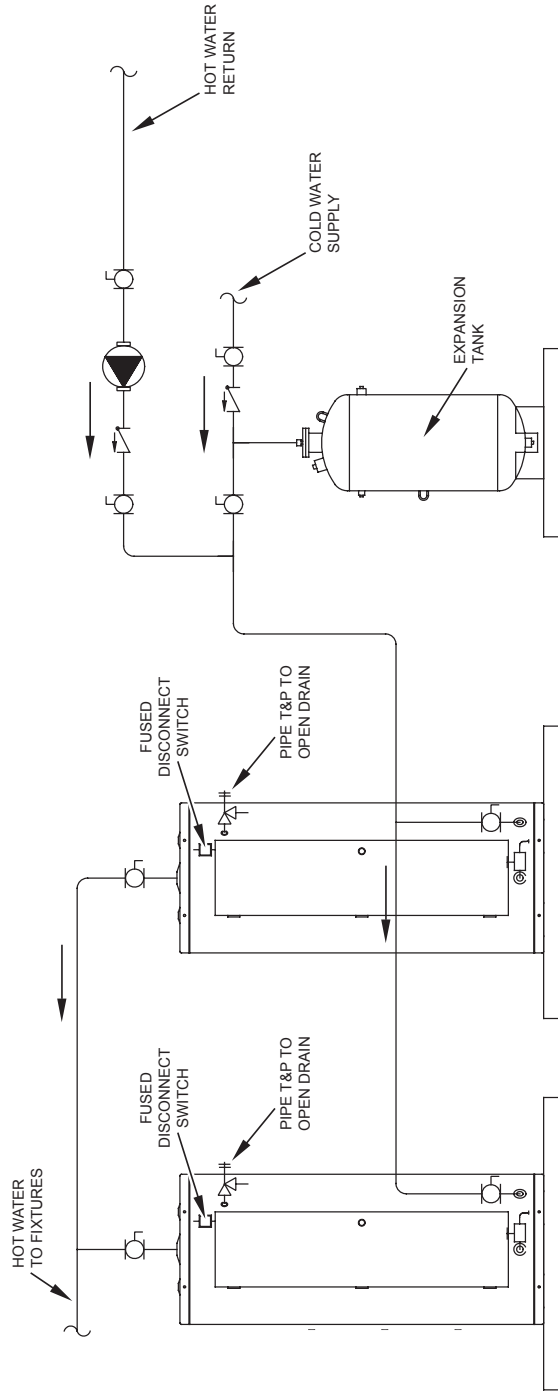 HOT WATER
TO FIXTURES
FUSED
DISCONNECT
SWITCH
PIPE T&P TO
OPEN DRAIN
FUSED
DISCONNECT
SWITCH
PIPE T&P TO
OPEN DRAIN
EXPANSION
TANK
COLD WATER
SUPPLY
HOT WATER
RETURN